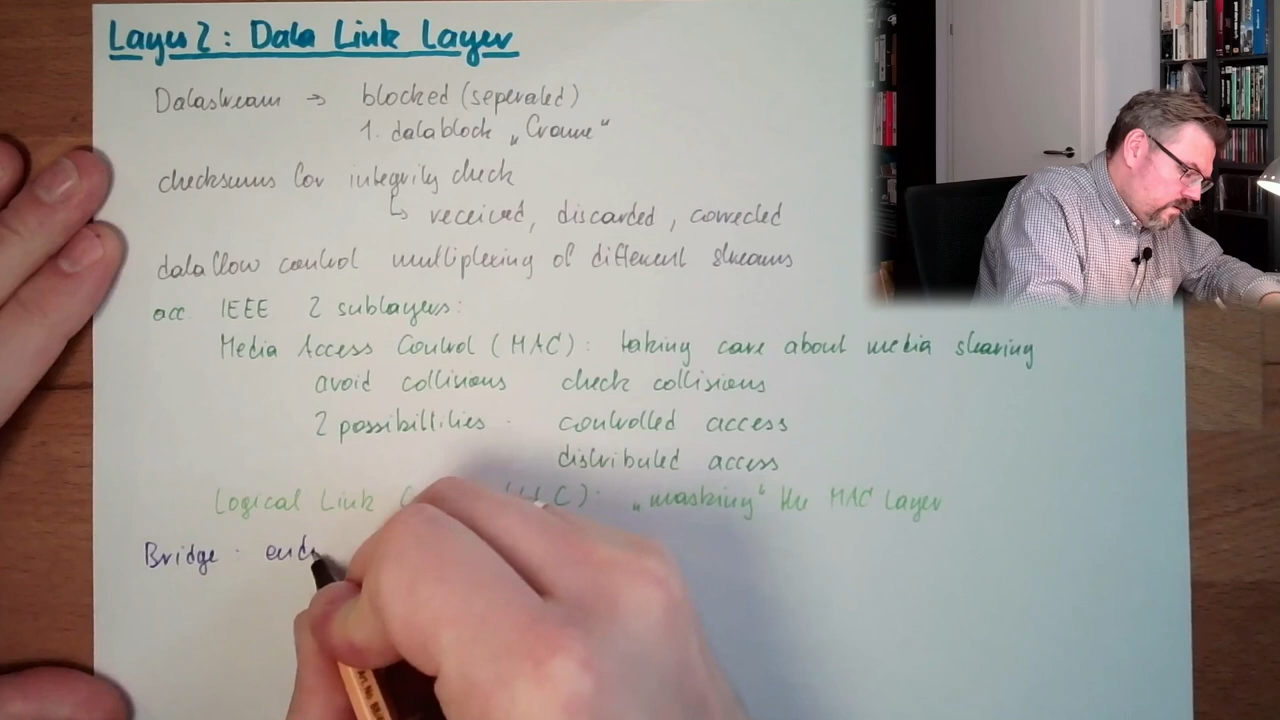 Layer 2: Data Link Layer
Datastream → blocked (seperated)
1. datablock „Frame“
checksums for integrity check
↳ received, discarded, corrected
dataflow control multiplexing of different streams
acc. IEEE 2 sublayers:
Media Access Control (MAC): taking care about media sharing
avoid collisions check collisions
2 possibillities: controlled access
distributed access
Logical Link C): „masking“ the MAC Layer
Bridge: end